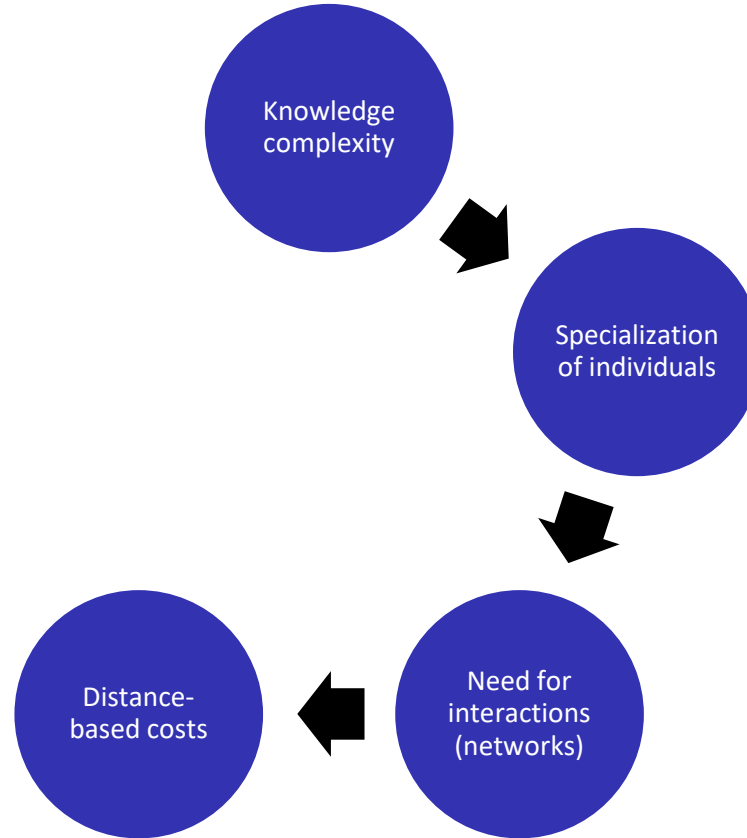 Knowledge
complexity
Specialization
of individuals
Need for
interactions
(networks)
Distance-
based costs